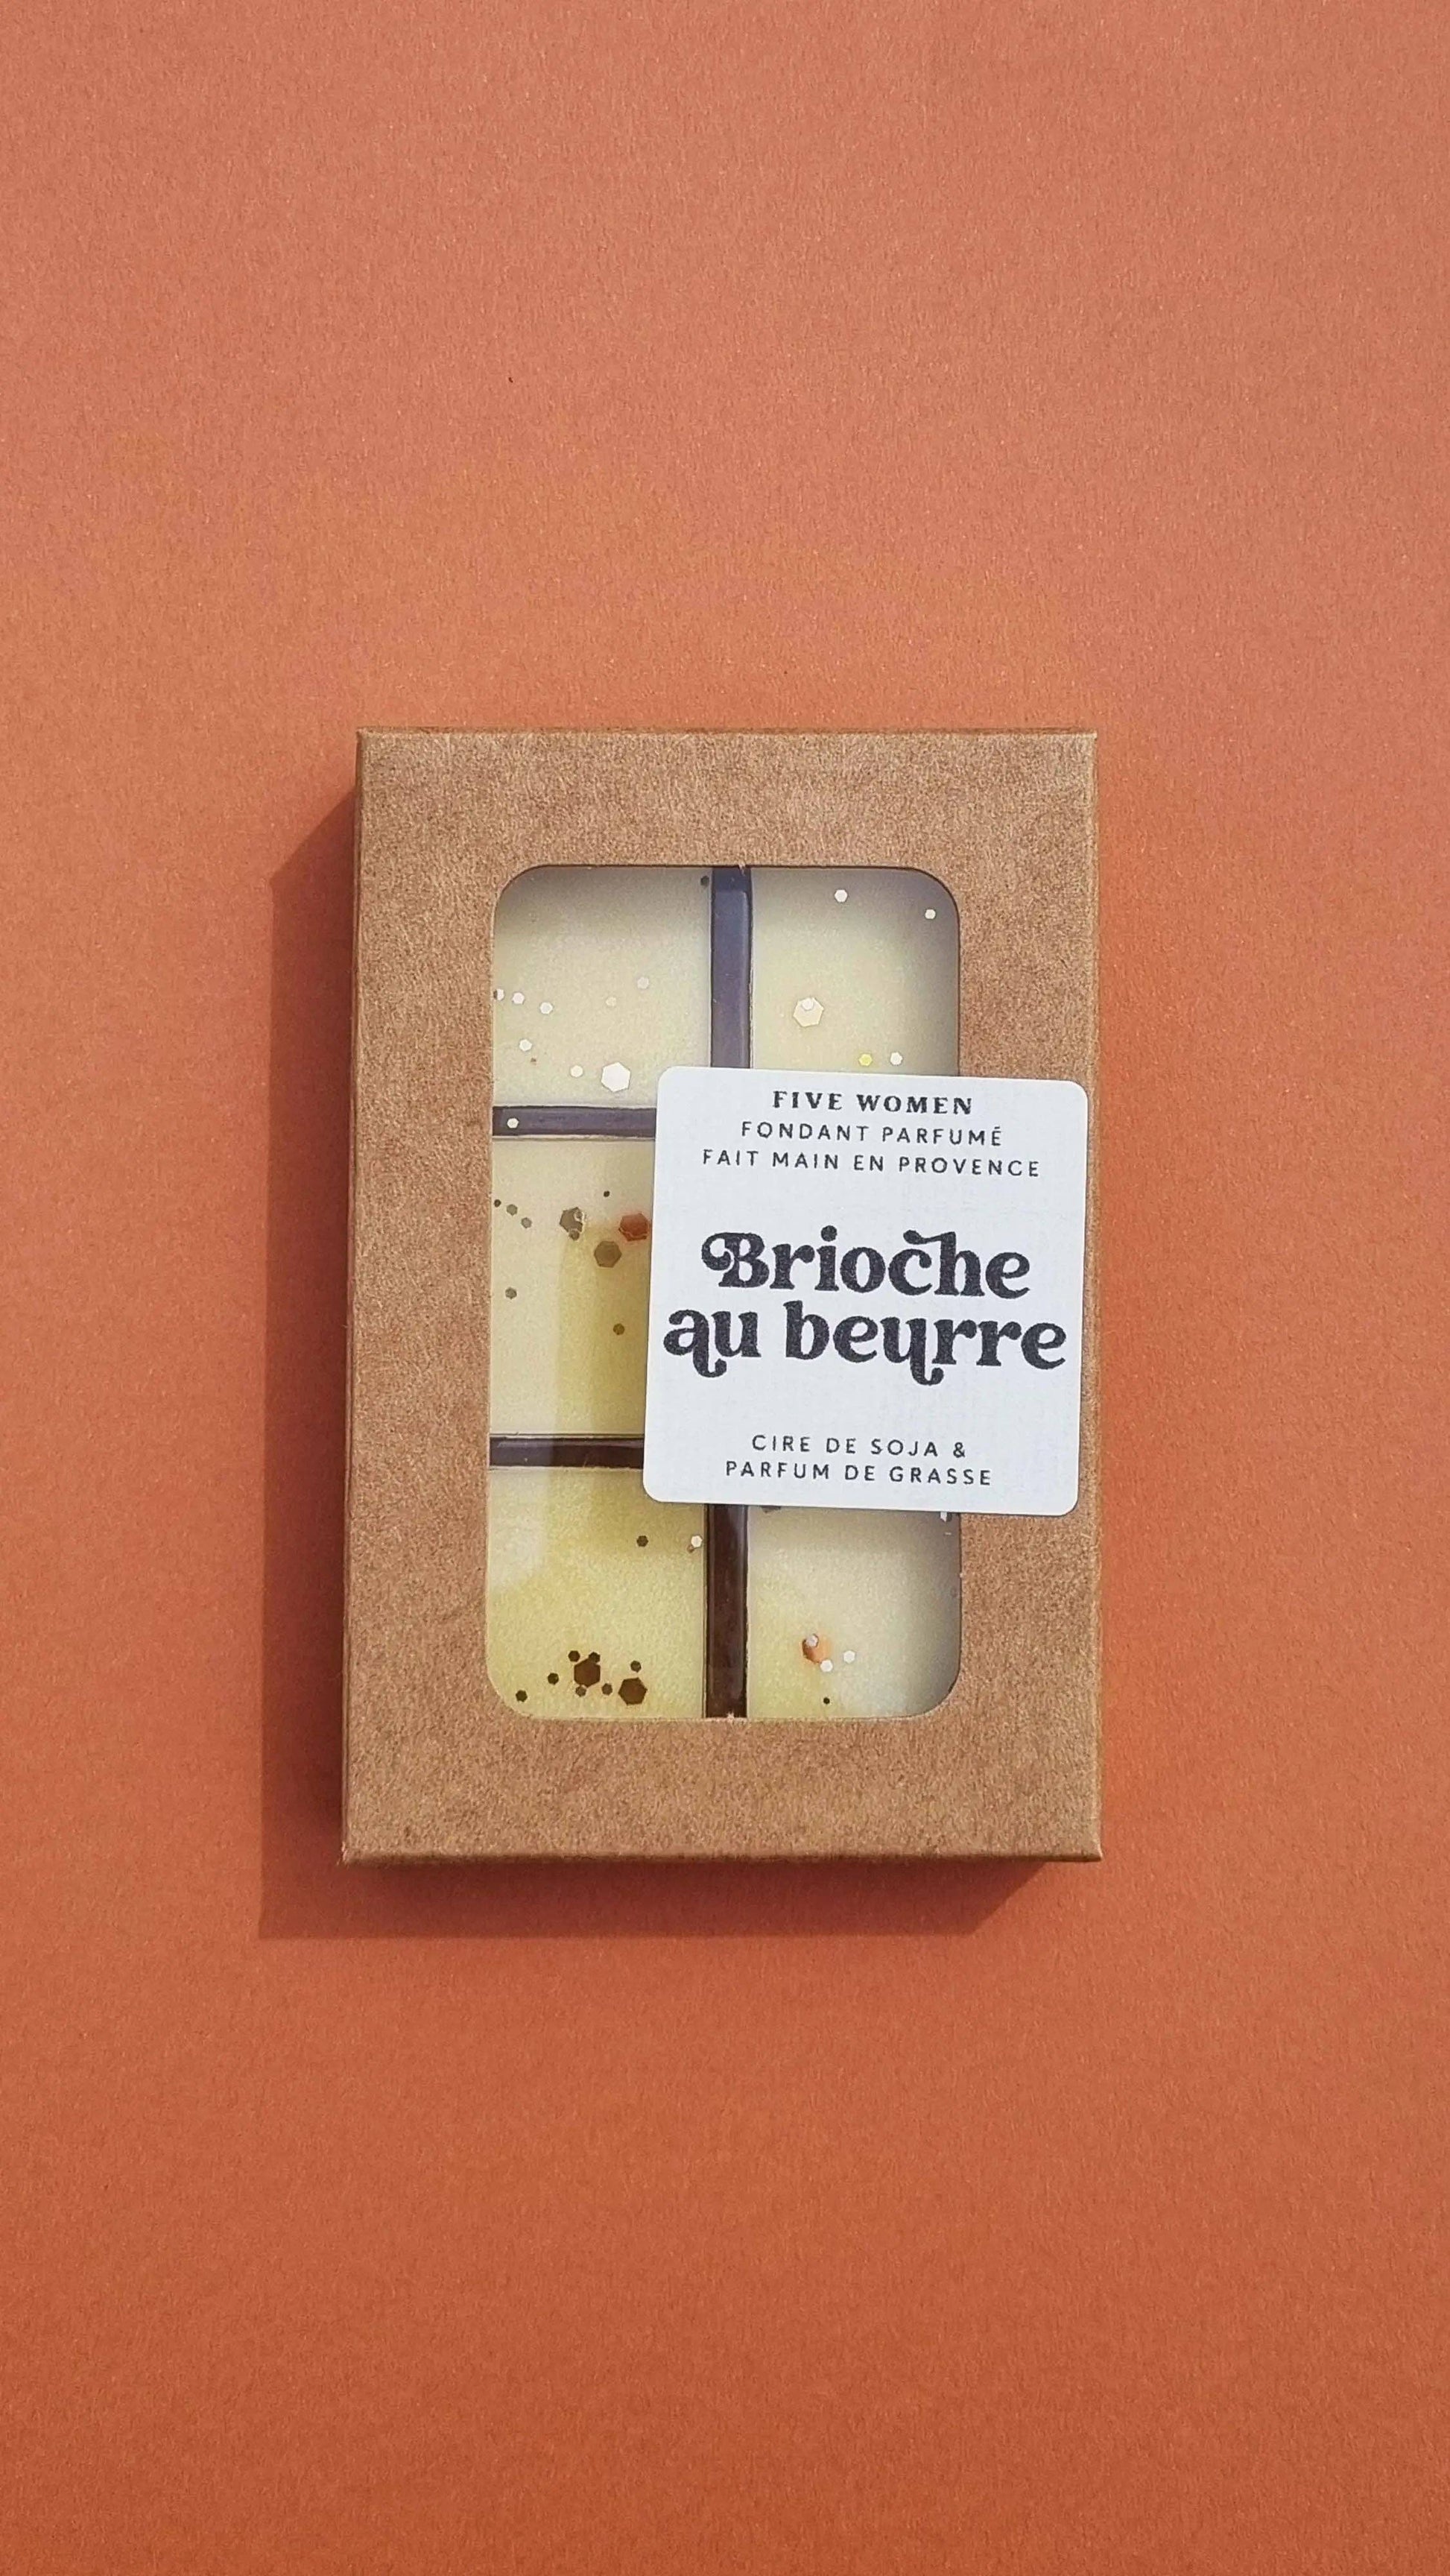 FIVE WOMEN
FONDANT PARFUMÉ
FAIT MAIN EN PROVENCE
Brioche
au beurre
CIRE DE SOJA &
PARFUM DE GRASSE